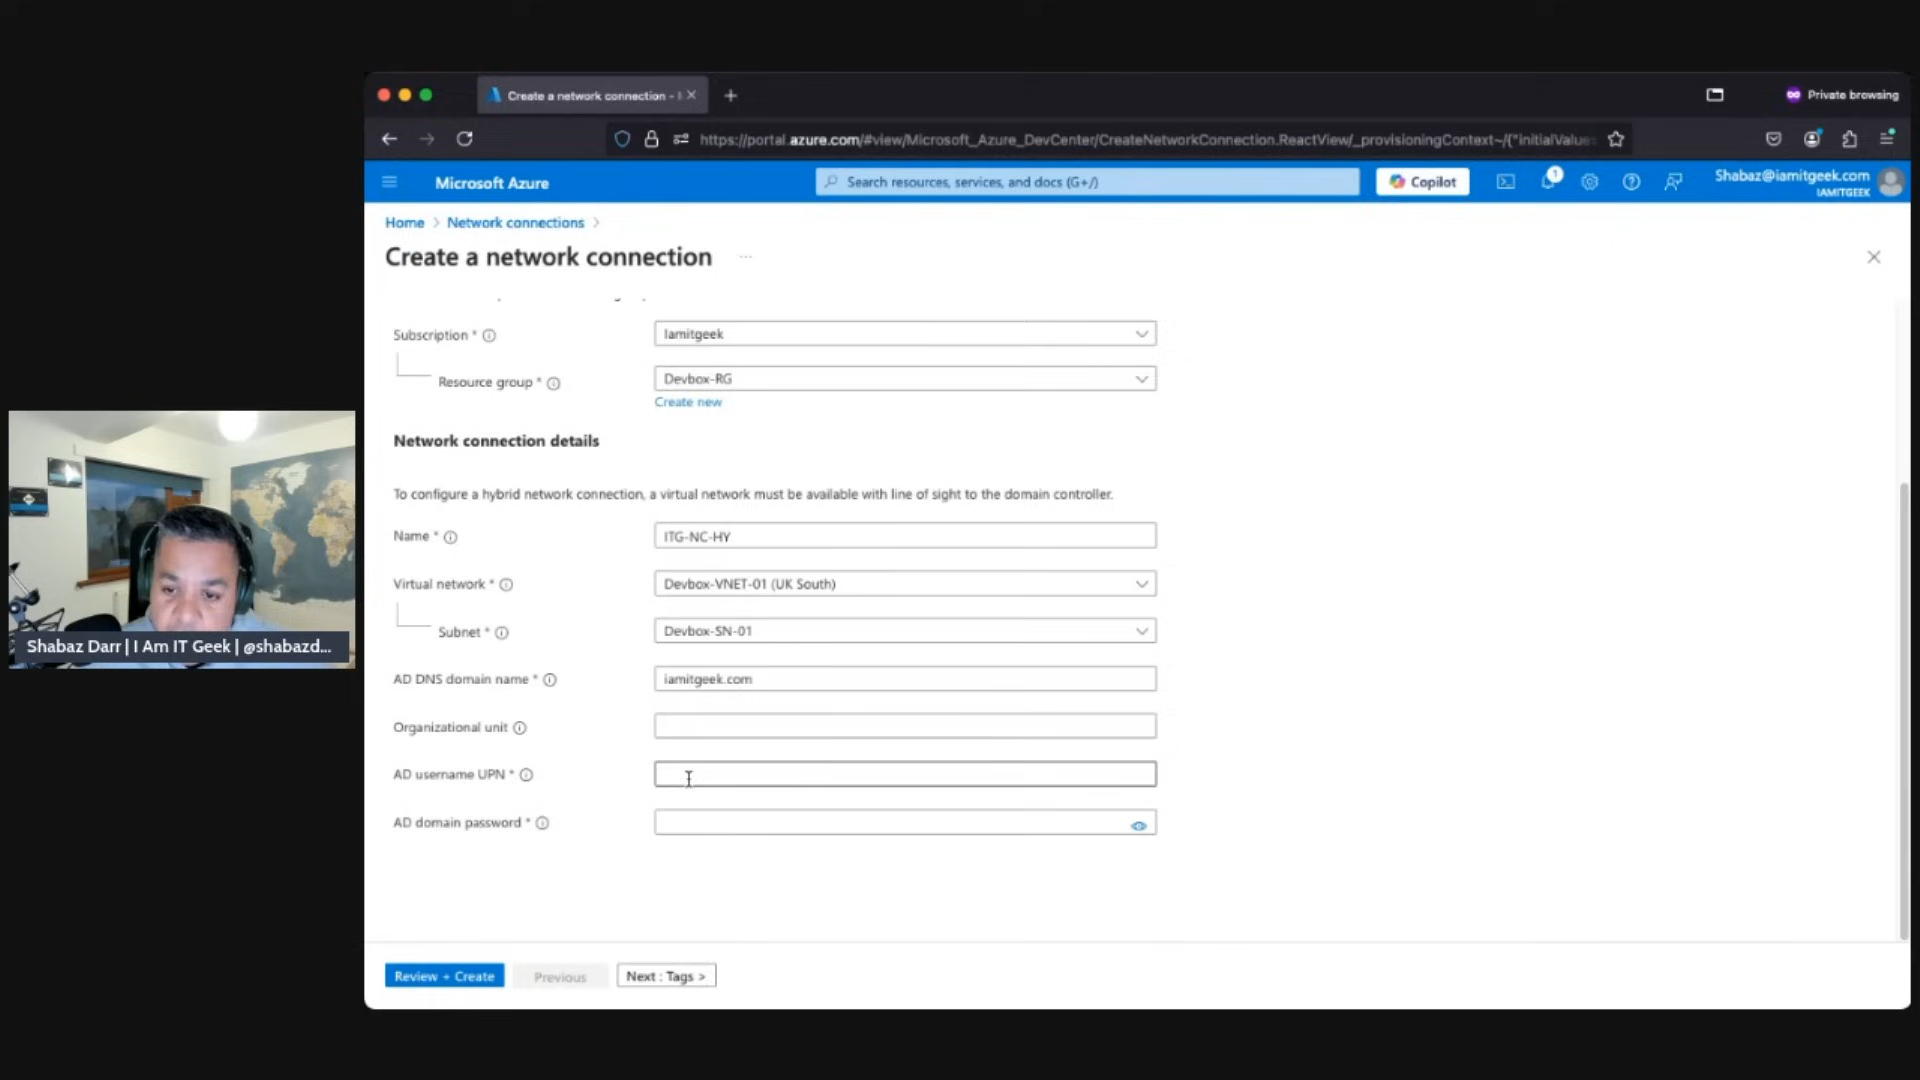 Create a network connection - I
Private browsing
https://portal.azure.com/#view/Microsoft_Azure_DevCenter/CreateNetworkConnection.ReactView/_provisioningContext~/{"initialValue
Microsoft Azure
Search resources, services, and docs (G+/)
Copilot
1
Shabaz@iamitgeek.com
IAMITGEEK
Home > Network connections >
Create a network connection ...
Subscription *
Iamitgeek
Resource group *
Devbox-RG
Create new
Network connection details
To configure a hybrid network connection, a virtual network must be available with line of sight to the domain controller.
Name *
ITG-NC-HY
Virtual network *
Devbox-VNET-01 (UK South)
Subnet *
Devbox-SN-01
AD DNS domain name *
iamitgeek.com
Organizational unit
AD username UPN *
AD domain password *
Review + Create
Previous
Next : Tags >
Shabaz Darr | I Am IT Geek | @shabazd...